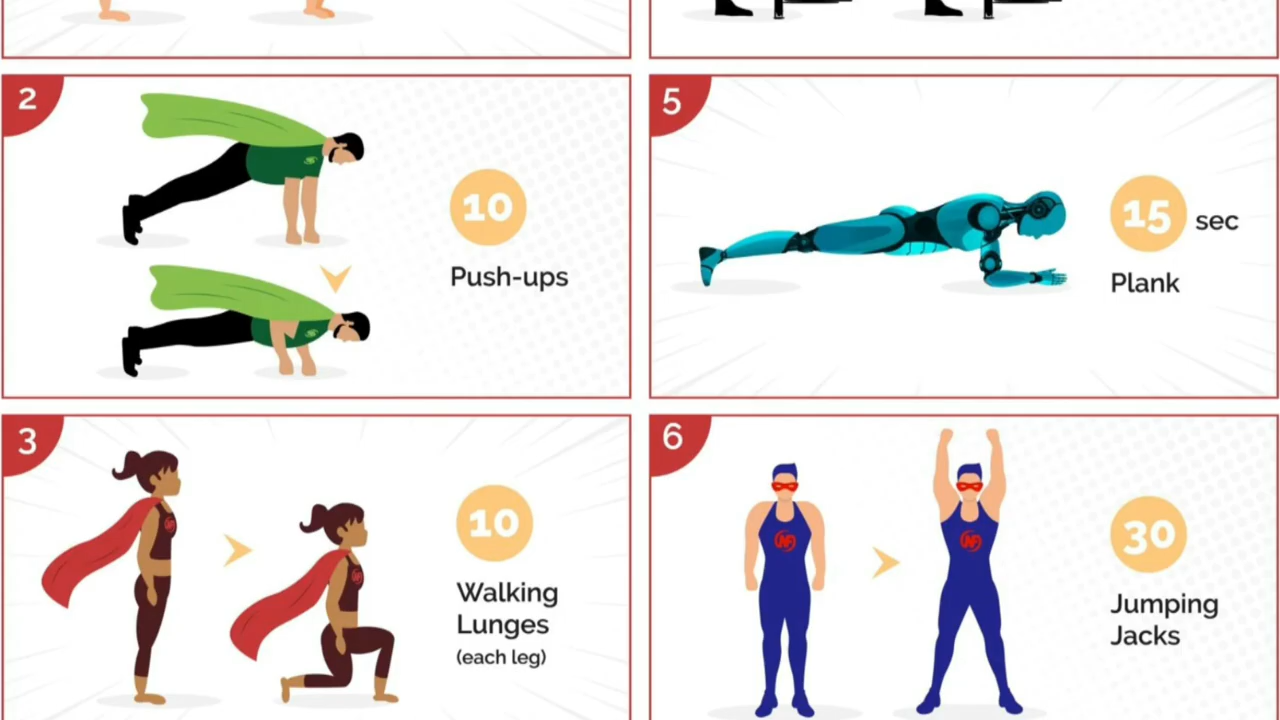 2
10
Push-ups
5
15 sec
Plank
3
10
Walking
Lunges
(each leg)
6
30
Jumping
Jacks